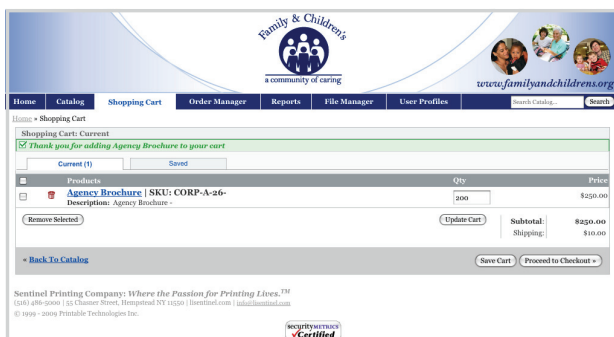 Family & Children's
a community of caring
www.familyandchildrens.org
Home Catalog Shopping Cart Order Manager Reports File Manager User Profiles Search Catalog... Search
Home » Shopping Cart
Shopping Cart: Current
Thank you for adding Agency Brochure to your cart
Current (1) Saved
Products Qty Price
Agency Brochure | SKU: CORP-A-26- 200 $250.00
Description: Agency Brochure -
Remove Selected Update Cart Subtotal: $250.00
Shipping: $10.00
« Back To Catalog Save Cart Proceed to Checkout »
Sentinel Printing Company: Where the Passion for Printing Lives.TM
(516) 486-5000 | 55 Chasner Street, Hempstead NY 11550 | lisentinel.com | info@lisentinel.com
© 1999 - 2009 Printable Technologies Inc.
securityMETRICS
Certified